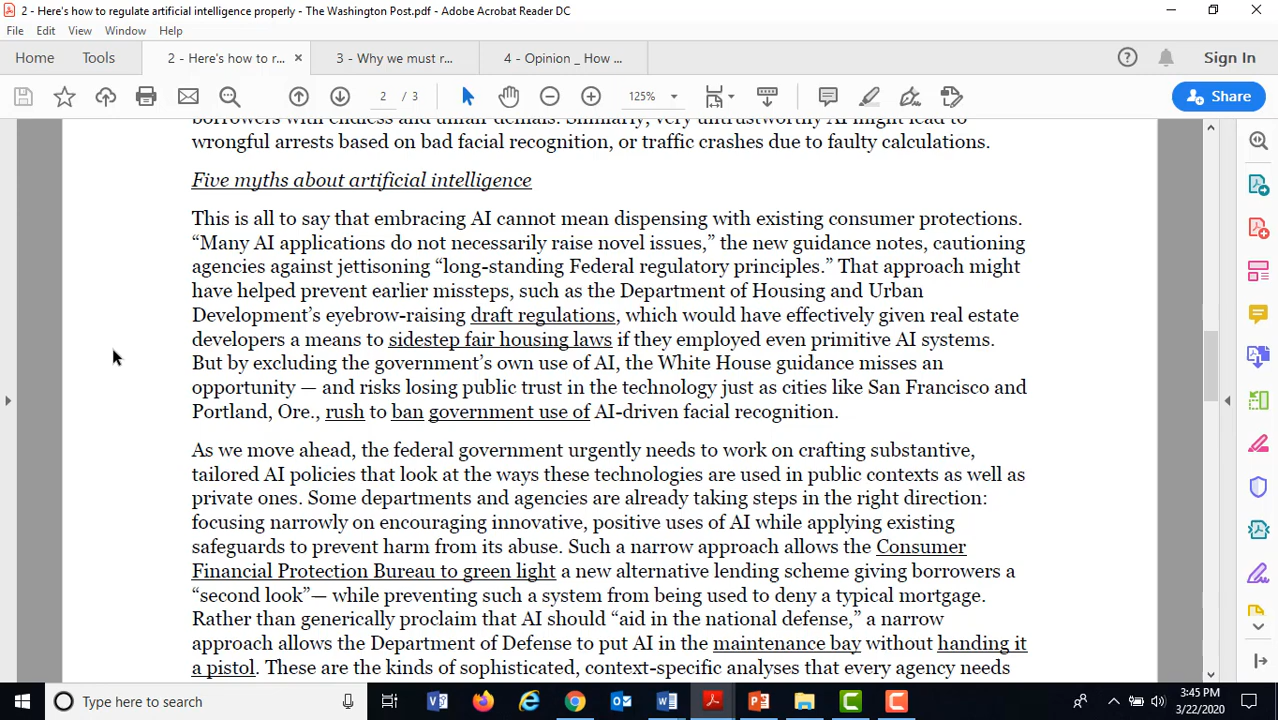 2 - Here's how to regulate artificial intelligence properly - The Washington Post.pdf - Adobe Acrobat Reader DC
File Edit View Window Help
Home Tools 2 - Here's how to r... × 3 - Why we must r... 4 - Opinion _ How ... Sign In
2 / 3 125% Share
borrowers with endless and unfair denials. Similarly, very untrustworthy AI might lead to
wrongful arrests based on bad facial recognition, or traffic crashes due to faulty calculations.
Five myths about artificial intelligence
This is all to say that embracing AI cannot mean dispensing with existing consumer protections.
“Many AI applications do not necessarily raise novel issues,” the new guidance notes, cautioning
agencies against jettisoning “long-standing Federal regulatory principles.” That approach might
have helped prevent earlier missteps, such as the Department of Housing and Urban
Development’s eyebrow-raising draft regulations, which would have effectively given real estate
developers a means to sidestep fair housing laws if they employed even primitive AI systems.
But by excluding the government’s own use of AI, the White House guidance misses an
opportunity — and risks losing public trust in the technology just as cities like San Francisco and
Portland, Ore., rush to ban government use of AI-driven facial recognition.
As we move ahead, the federal government urgently needs to work on crafting substantive,
tailored AI policies that look at the ways these technologies are used in public contexts as well as
private ones. Some departments and agencies are already taking steps in the right direction:
focusing narrowly on encouraging innovative, positive uses of AI while applying existing
safeguards to prevent harm from its abuse. Such a narrow approach allows the Consumer
Financial Protection Bureau to green light a new alternative lending scheme giving borrowers a
“second look”— while preventing such a system from being used to deny a typical mortgage.
Rather than generically proclaim that AI should “aid in the national defense,” a narrow
approach allows the Department of Defense to put AI in the maintenance bay without handing it
a pistol. These are the kinds of sophisticated, context-specific analyses that every agency needs
Type here to search
3:45 PM
3/22/2020